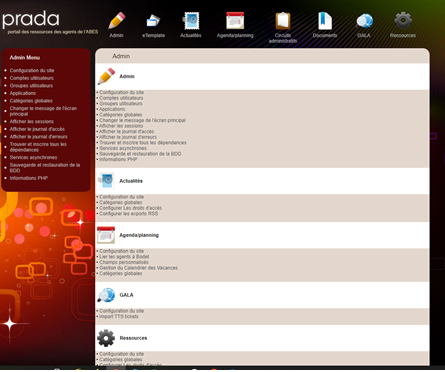 prada
portail des ressources des agents de l'ABES
Admin
eTemplate
Actualités
Agenda/planning
Circuits
administratifs
Documents
GALA
Ressources
Admin Menu
• Configuration du site
• Comptes utilisateurs
• Groupes utilisateurs
• Applications
• Catégories globales
• Changer le message de l'écran
principal
• Afficher les sessions
• Afficher le journal d'accès
• Afficher le journal d'erreurs
• Trouver et inscrire tous les
dépendances
• Services asynchrones
• Sauvegarde et restauration de la
BDD
• Informations PHP
Admin
Admin
• Configuration du site
• Comptes utilisateurs
• Groupes utilisateurs
• Applications
• Catégories globales
• Changer le message de l'écran principal
• Afficher les sessions
• Afficher le journal d'accès
• Afficher le journal d'erreurs
• Trouver et inscrire tous les dépendances
• Services asynchrones
• Sauvegarde et restauration de la BDD
• Informations PHP
Actualités
• Configuration du site
• Catégories globales
• Configurer Les droits d'accès
• Configurer les exports RSS
Agenda/planning
• Configuration du site
• Lier les agents à Bodet
• Champs personnalisés
• Gestion du Calendrier des Vacances
• Catégories globales
GALA
• Configuration du site
• Import TTS tickets
Ressources
• Configuration du site
• Catégories globales
• Configurer Les droits d'accès